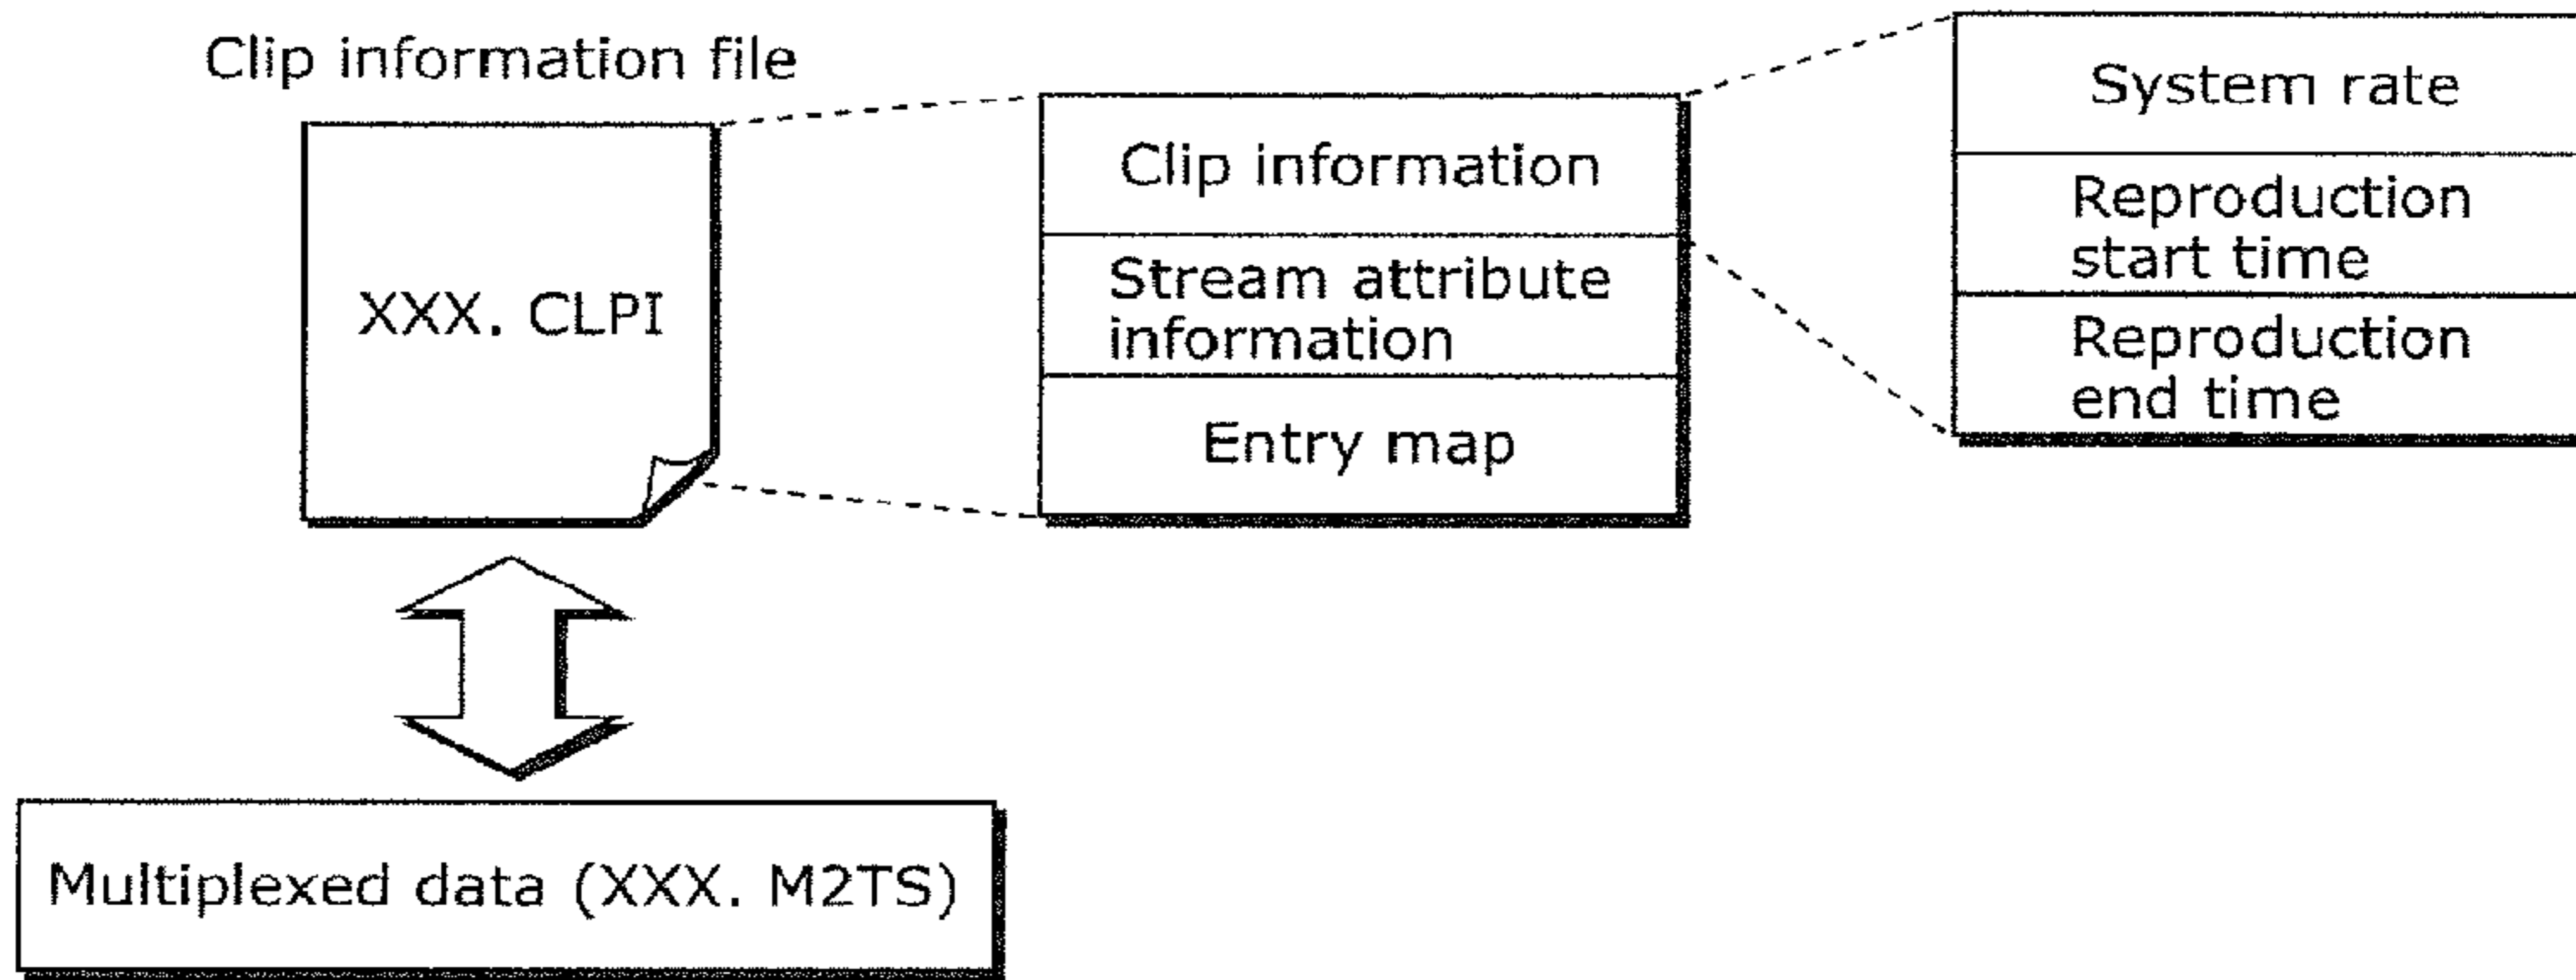 Clip information file
XXX. CLPI
Clip information
Stream attribute
information
Entry map
System rate
Reproduction
start time
Reproduction
end time
Multiplexed data (XXX. M2TS)